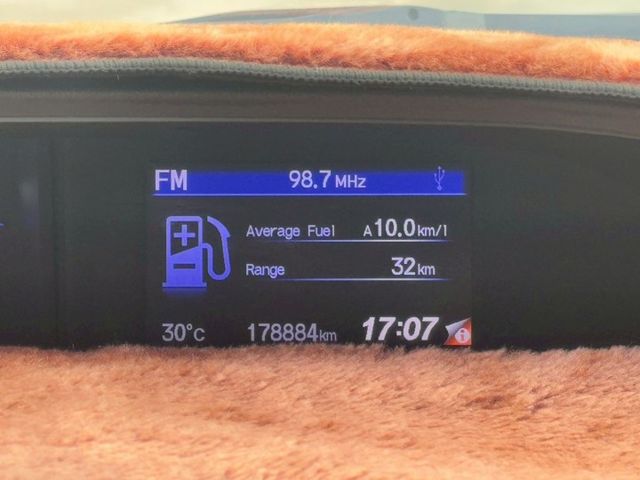 FM 98.7 MHz
Average Fuel A 10.0 km/l
Range 32 km
30°c 178884 km 17:07 i